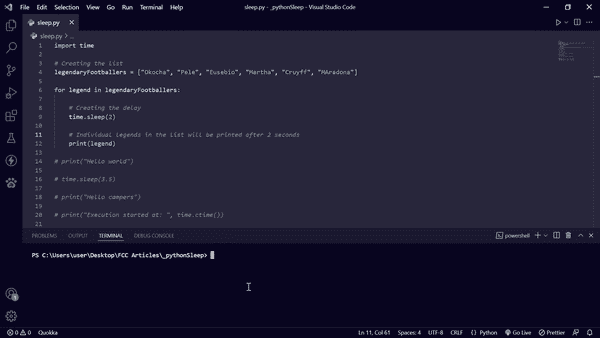 File Edit Selection View Go Run Terminal Help
sleep.py - _pythonSleep - Visual Studio Code
sleep.py
sleep.py > ...
1 import time
2
3 # Creating the list
4 legendaryFootballers = ["Okocha", "Pele", "Eusebio", "Martha", "Cruyff", "MAradona"]
5
6 for legend in legendaryFootballers:
7
8 # Creating the delay
9 time.sleep(2)
10
11 # Individual legends in the list will be printed after 2 seconds
12 print(legend)
13
14 # print("Hello world")
15
16 # time.sleep(3.5)
17
18 # print("Hello campers")
19
20 # print("Execution started at: ", time.ctime())
21
PROBLEMS OUTPUT TERMINAL DEBUG CONSOLE
powershell
PS C:\Users\user\Desktop\FCC Articles\_pythonSleep>
0 0 Quokka
Ln 11, Col 61 Spaces: 4 UTF-8 CRLF Python Go Live Prettier